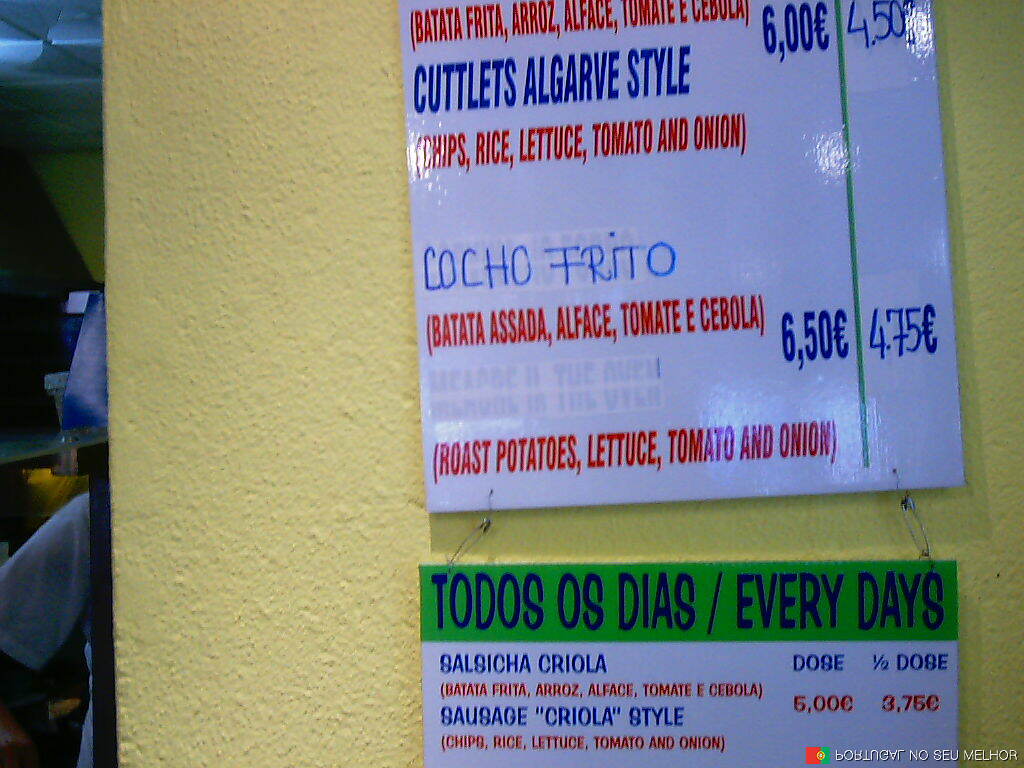 (BATATA FRITA, ARROZ, ALFACE, TOMATE E CEBOLA) 6,00€ 4.50€
CUTTLETS ALGARVE STYLE
(CHIPS, RICE, LETTUCE, TOMATO AND ONION)
COCHO FRITO
(BATATA ASSADA, ALFACE, TOMATE E CEBOLA) 6,50€ 4.75€
(ROAST POTATOES, LETTUCE, TOMATO AND ONION)
TODOS OS DIAS / EVERY DAYS
SALSICHA CRIOLA DOSE ½ DOSE
(BATATA FRITA, ARROZ, ALFACE, TOMATE E CEBOLA) 5,00€ 3,75€
SAUSAGE "CRIOLA" STYLE
(CHIPS, RICE, LETTUCE, TOMATO AND ONION)
PORTUGAL NO SEU MELHOR